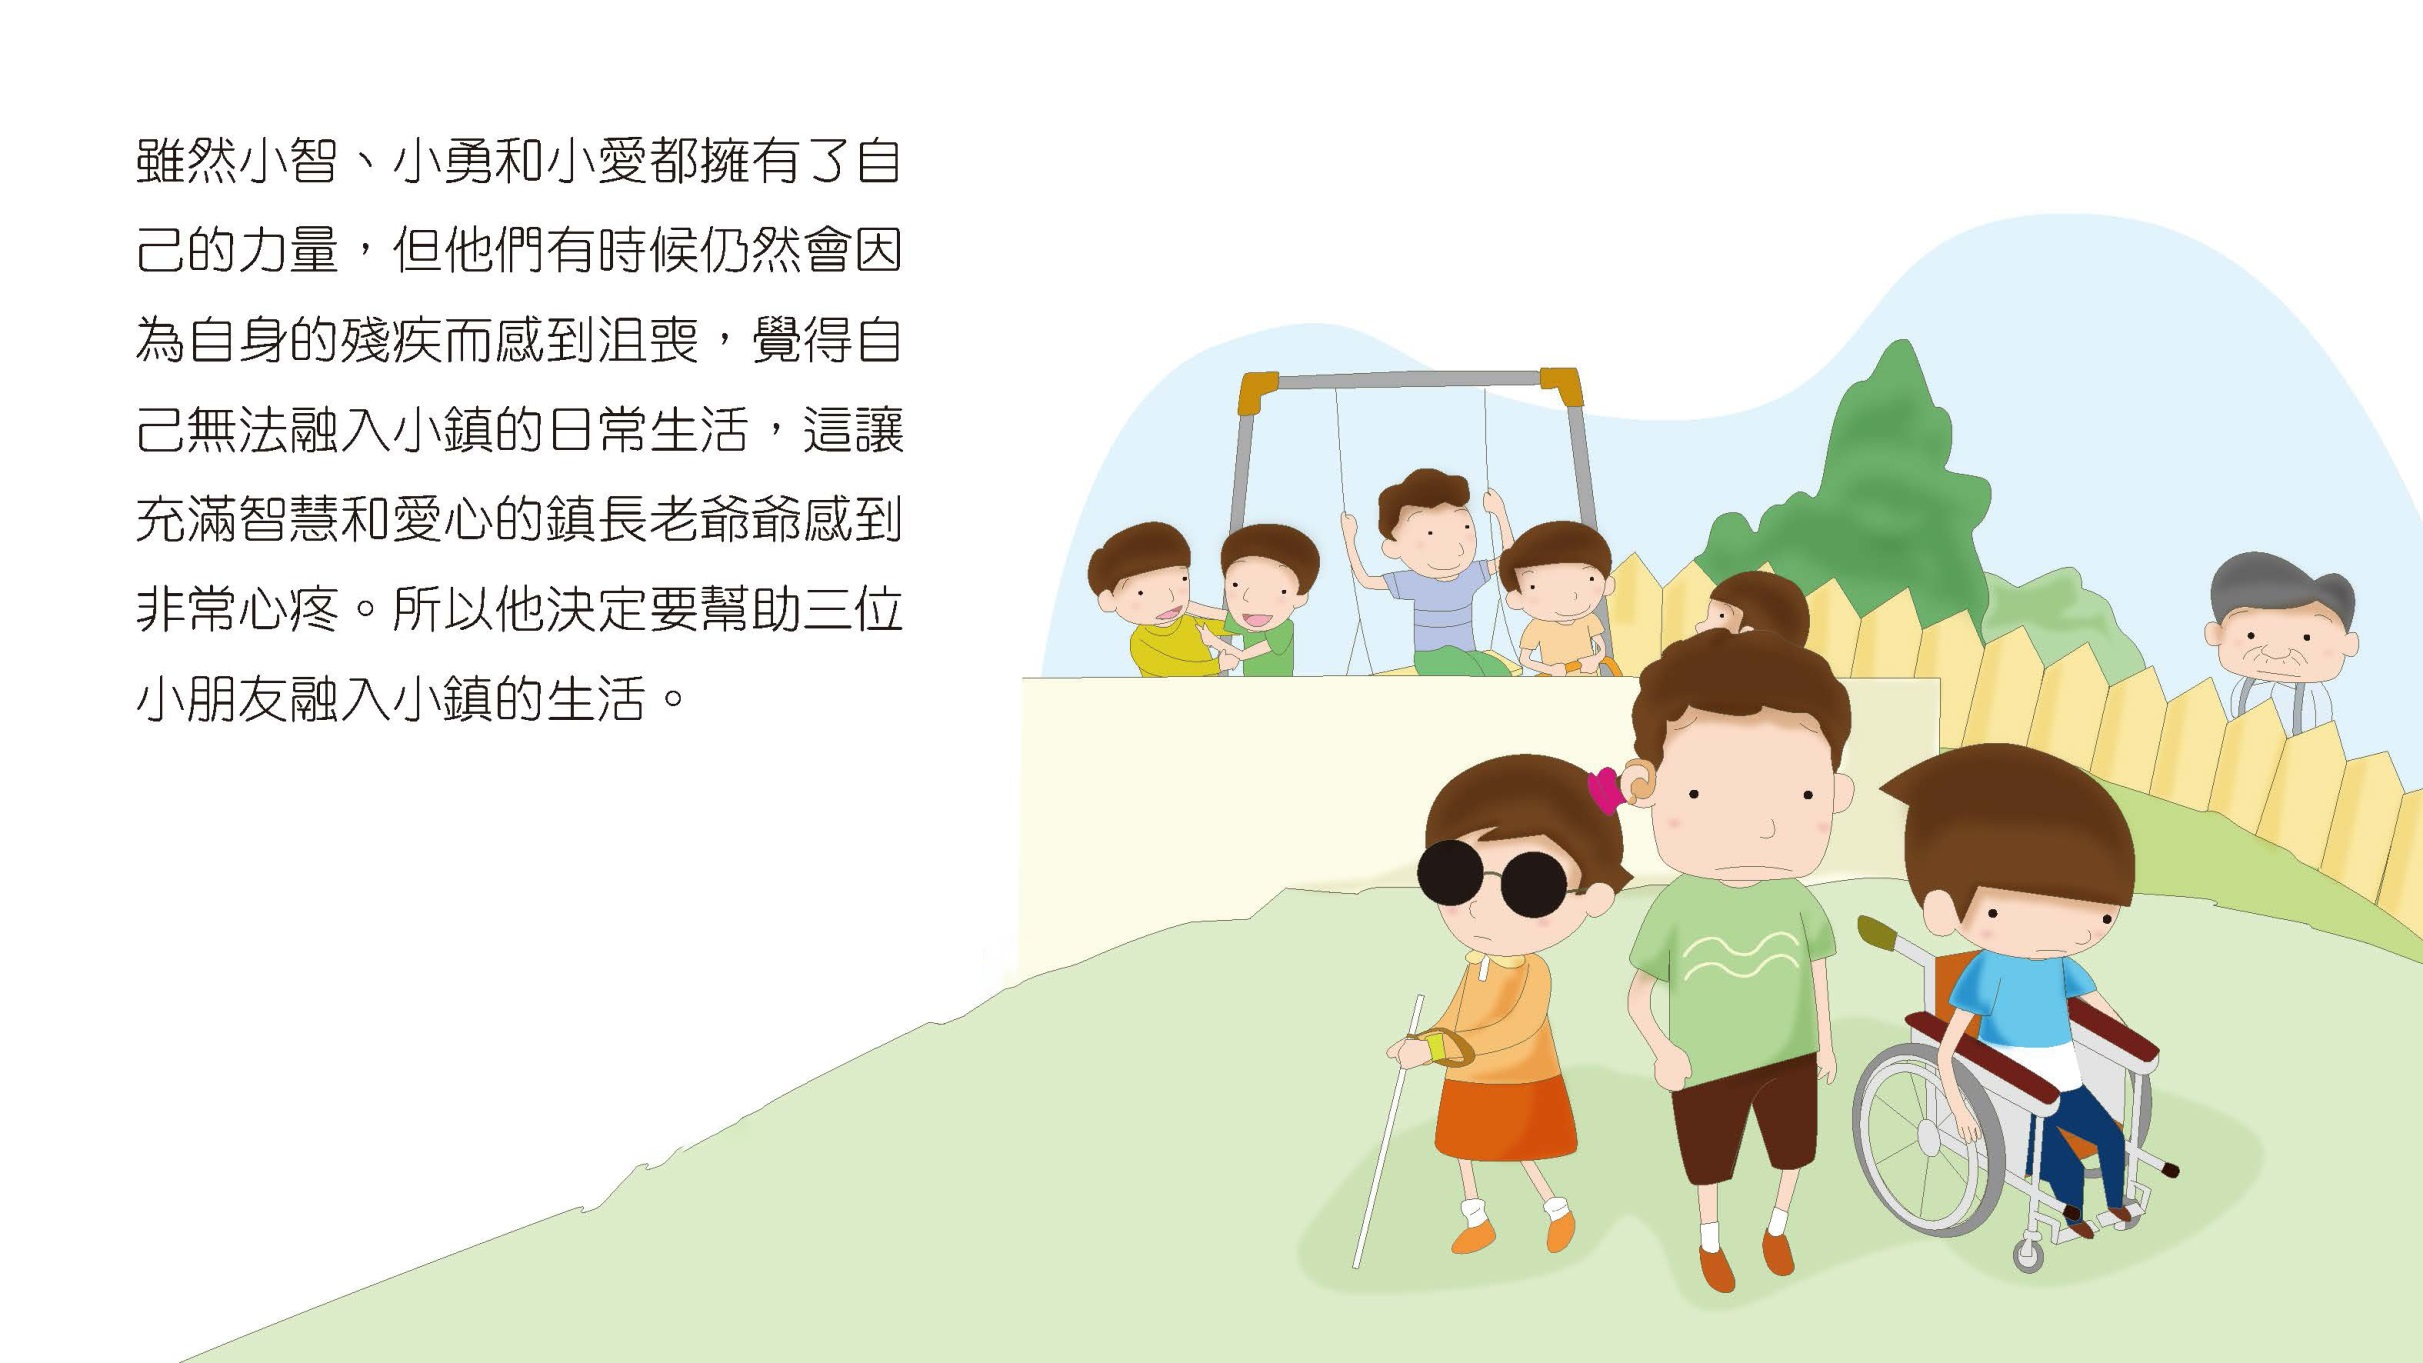 雖然小智、小勇和小愛都擁有了自
己的力量，但他們有時候仍然會因
為自身的殘疾而感到沮喪，覺得自
己無法融入小鎮的日常生活，這讓
充滿智慧和愛心的鎮長老爺爺感到
非常心疼。所以他決定要幫助三位
小朋友融入小鎮的生活。